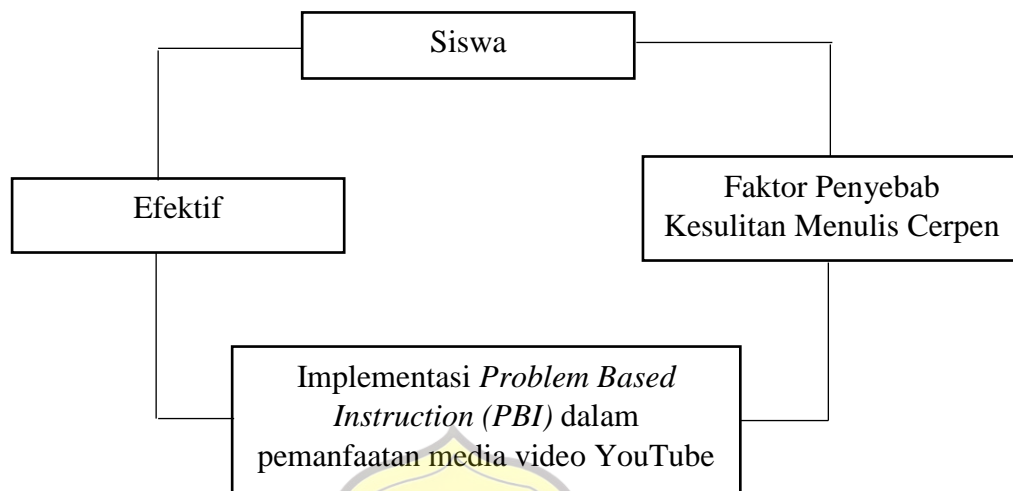 Siswa
Efektif
Faktor Penyebab
Kesulitan Menulis Cerpen
Implementasi Problem Based
Instruction (PBI) dalam
pemanfaatan media video YouTube